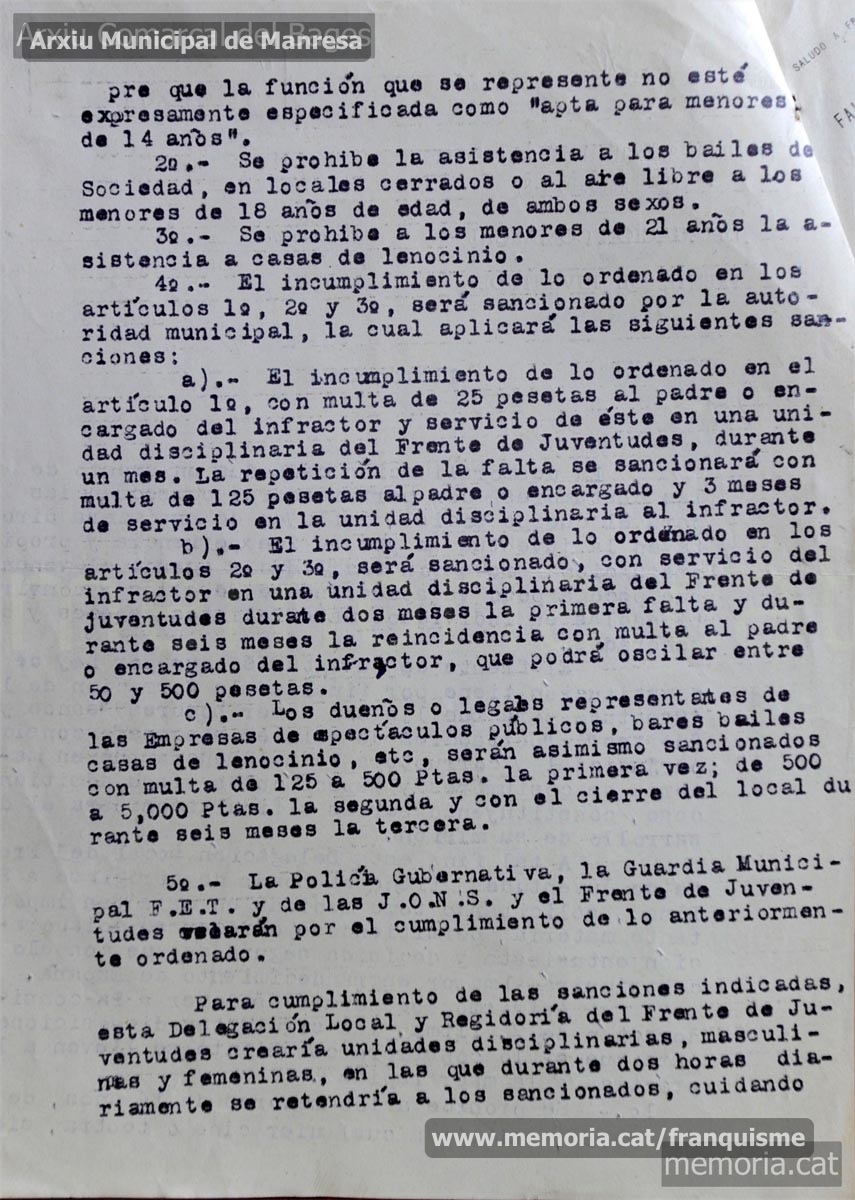 Arxiu Comarcal del Bages
Arxiu Municipal de Manresa
SALUDO A FR
FA
pre que la función que se represente no esté
expresamente especificada como "apta para menores
de 14 años".
2º.- Se prohibe la asistencia a los bailes de
Sociedad, en locales cerrados o al are libre a los
menores de 18 años de edad, de ambos sexos.
3º.- Se prohibe a los menores de 21 años la a-
sistencia a casas de lenocinio.
4º.- El incumplimiento de lo ordenado en los
artículos 1º, 2º y 3º, será sancionado por la auto-
ridad municipal, la cual aplicará las siguientes san-
ciones:
a).- El incumplimiento de lo ordenado en el
artículo 1º, con multa de 25 pesetas al padre o en-
cargado del infractor y servicio de éste en una uni-
dad disciplinaria del Frente de Juventudes, durante
un mes. La repetición de la falta se sancionará con
multa de 125 pesetas al padre o encargado y 3 meses
de servicio en la unidad disciplinaria al infractor.
b).- El incumplimiento de lo ordenado en los
artículos 2º y 3º, será sancionado, con servicio del
infractor en una unidad disciplinaria del Frente de
juventudes durante dos meses la primera falta y du-
rante seis meses la reincidencia con multa al padre
o encargado del infractor, que podrá oscilar entre
50 y 500 pesetas.
c).- Los dueños o legales representantes de
las Empresas de espectáculos públicos, bares bailes
casas de lenocinio, etc, serán asimismo sancionados
con multa de 125 a 500 Ptas. la primera vez; de 500
a 5,000 Ptas. la segunda y con el cierre del local du
rante seis meses la tercera.
5º.- La Policía Gubernativa, la Guardia Munici-
pal F.E.T. y de las J.O.N.S. y el Frente de Juven-
tudes velarán por el cumplimiento de lo anteriormen-
te ordenado.
Para cumplimiento de las sanciones indicadas,
esta Delegación Local y Regidoría del Frente de Ju-
ventudes crearía unidades disciplinarias, masculi-
nas y femeninas, en las que durante dos horas dia-
riamente se retendría a los sancionados, cuidando
www.memoria.cat/franquisme
memoria.cat